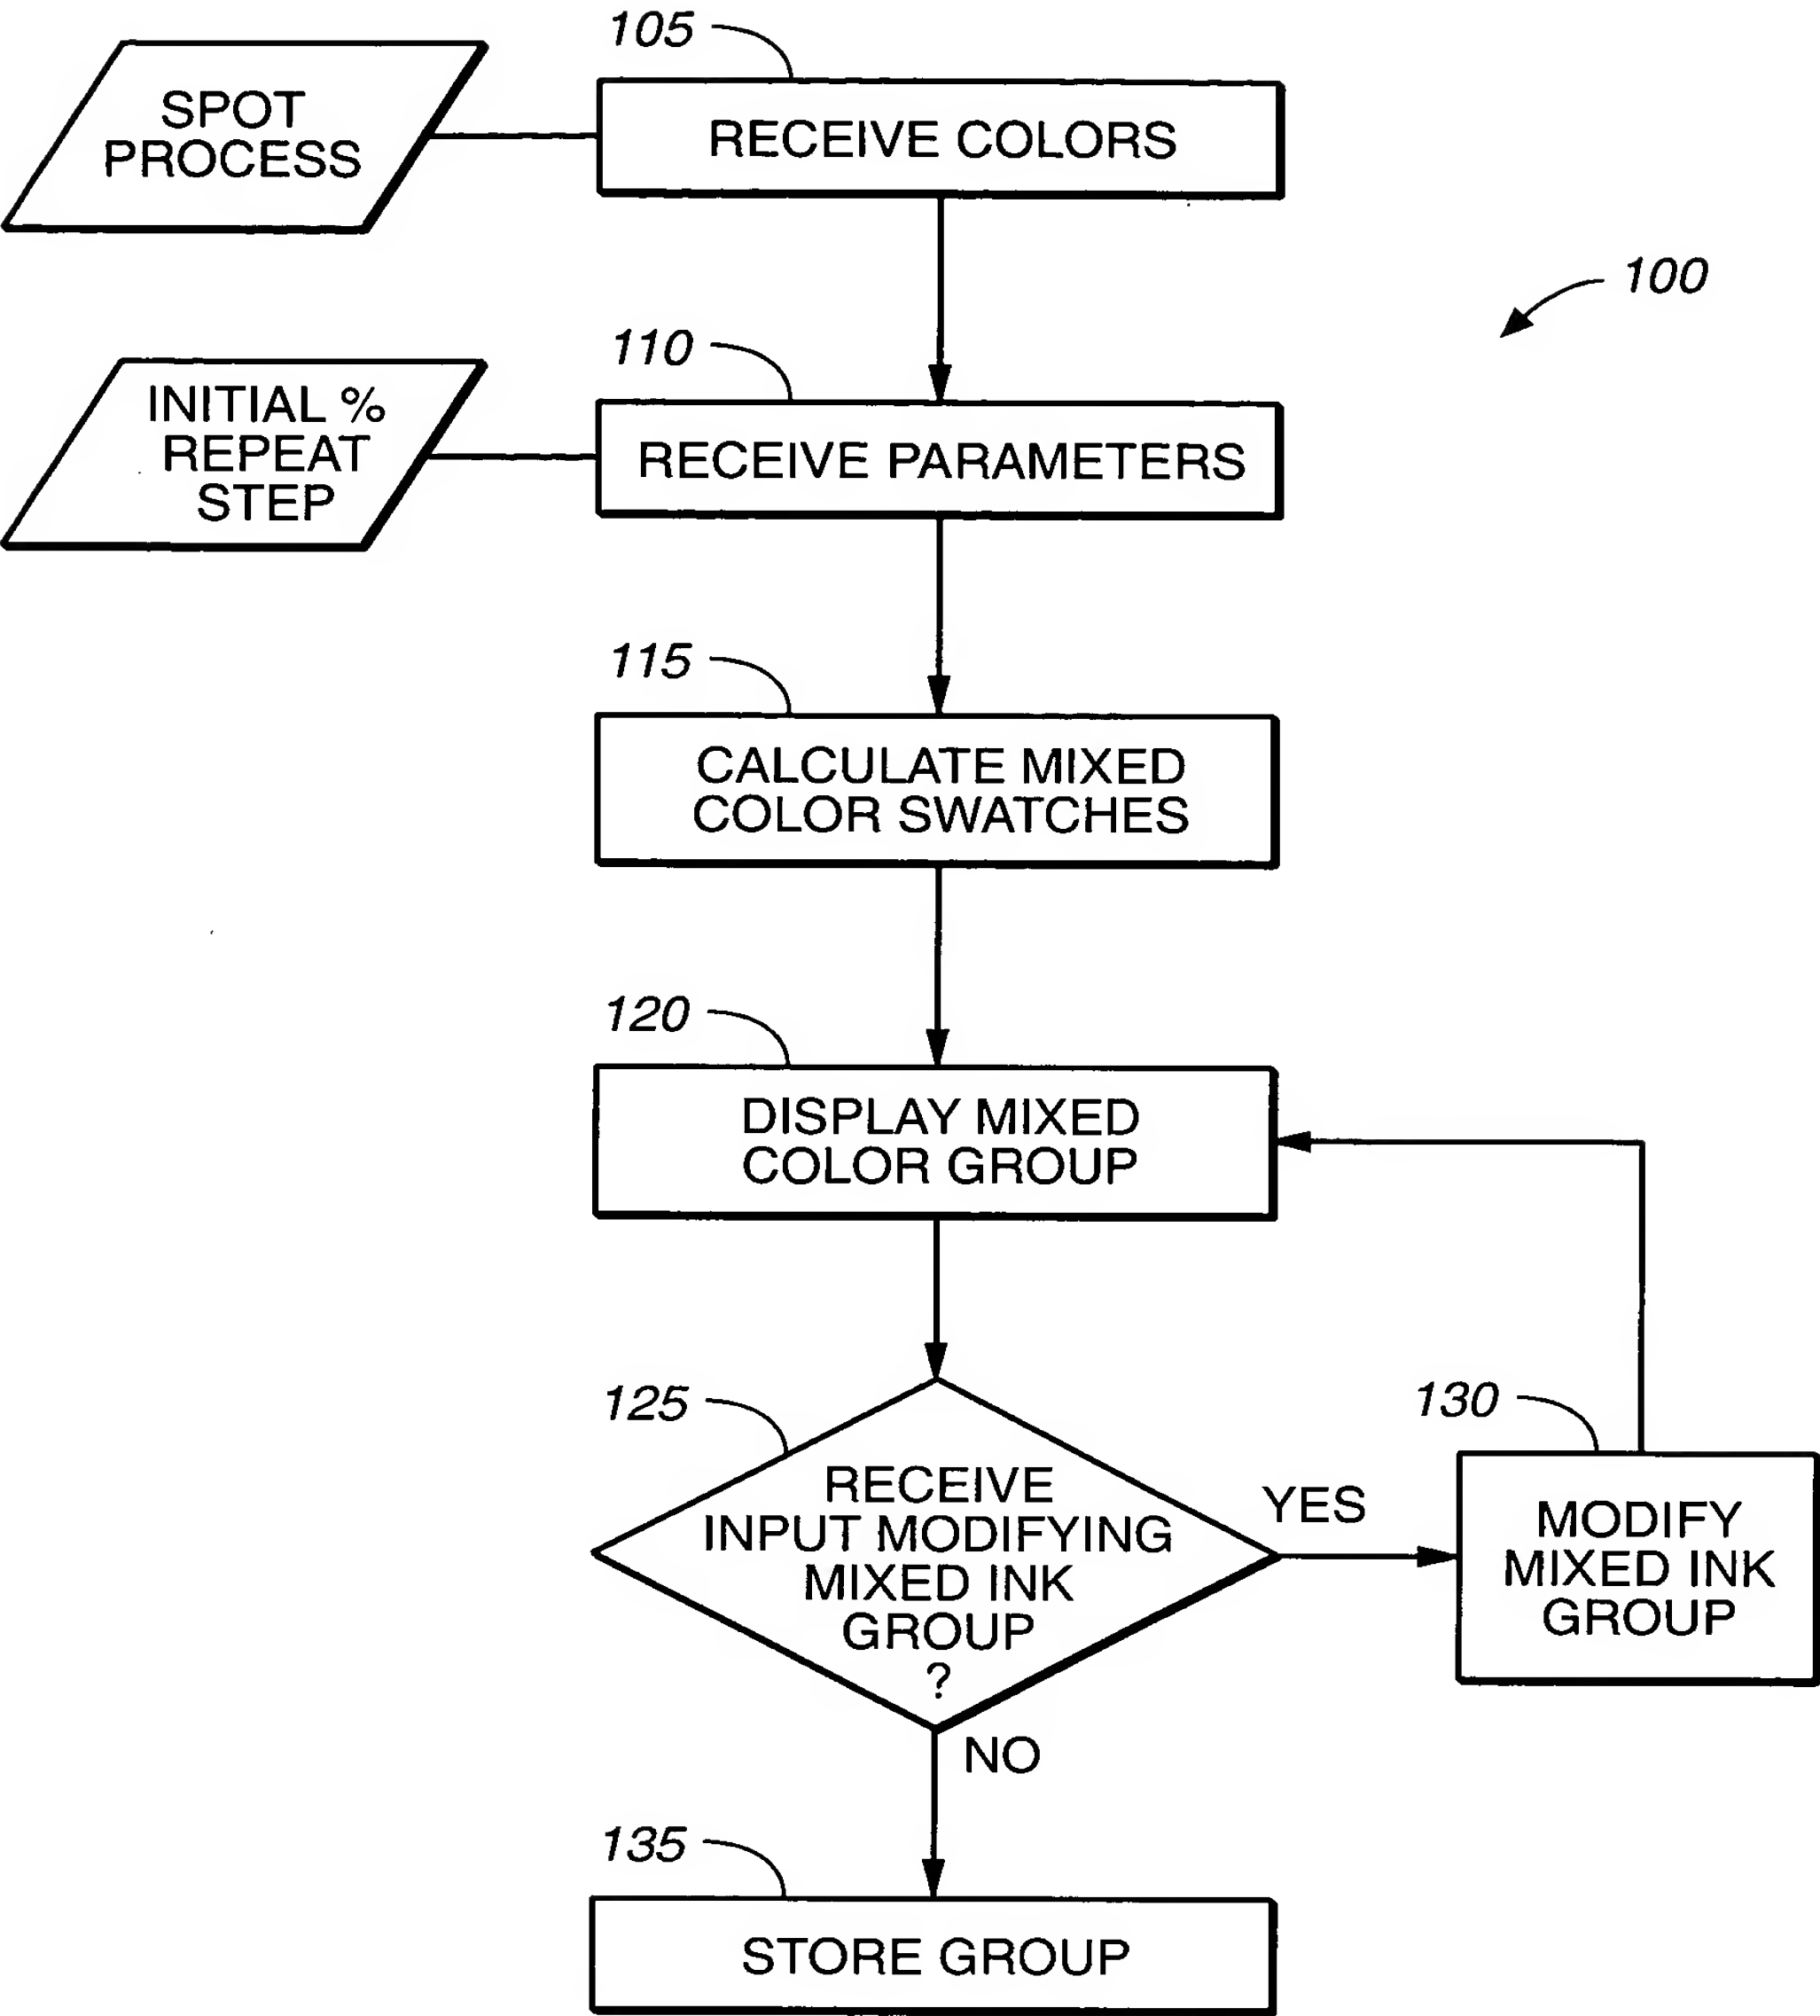 105
SPOT
PROCESS
RECEIVE COLORS
100
110
INITIAL %
REPEAT
STEP
RECEIVE PARAMETERS
115
CALCULATE MIXED
COLOR SWATCHES
120
DISPLAY MIXED
COLOR GROUP
125
RECEIVE
INPUT MODIFYING
MIXED INK
GROUP
?
YES
130
MODIFY
MIXED INK
GROUP
NO
135
STORE GROUP